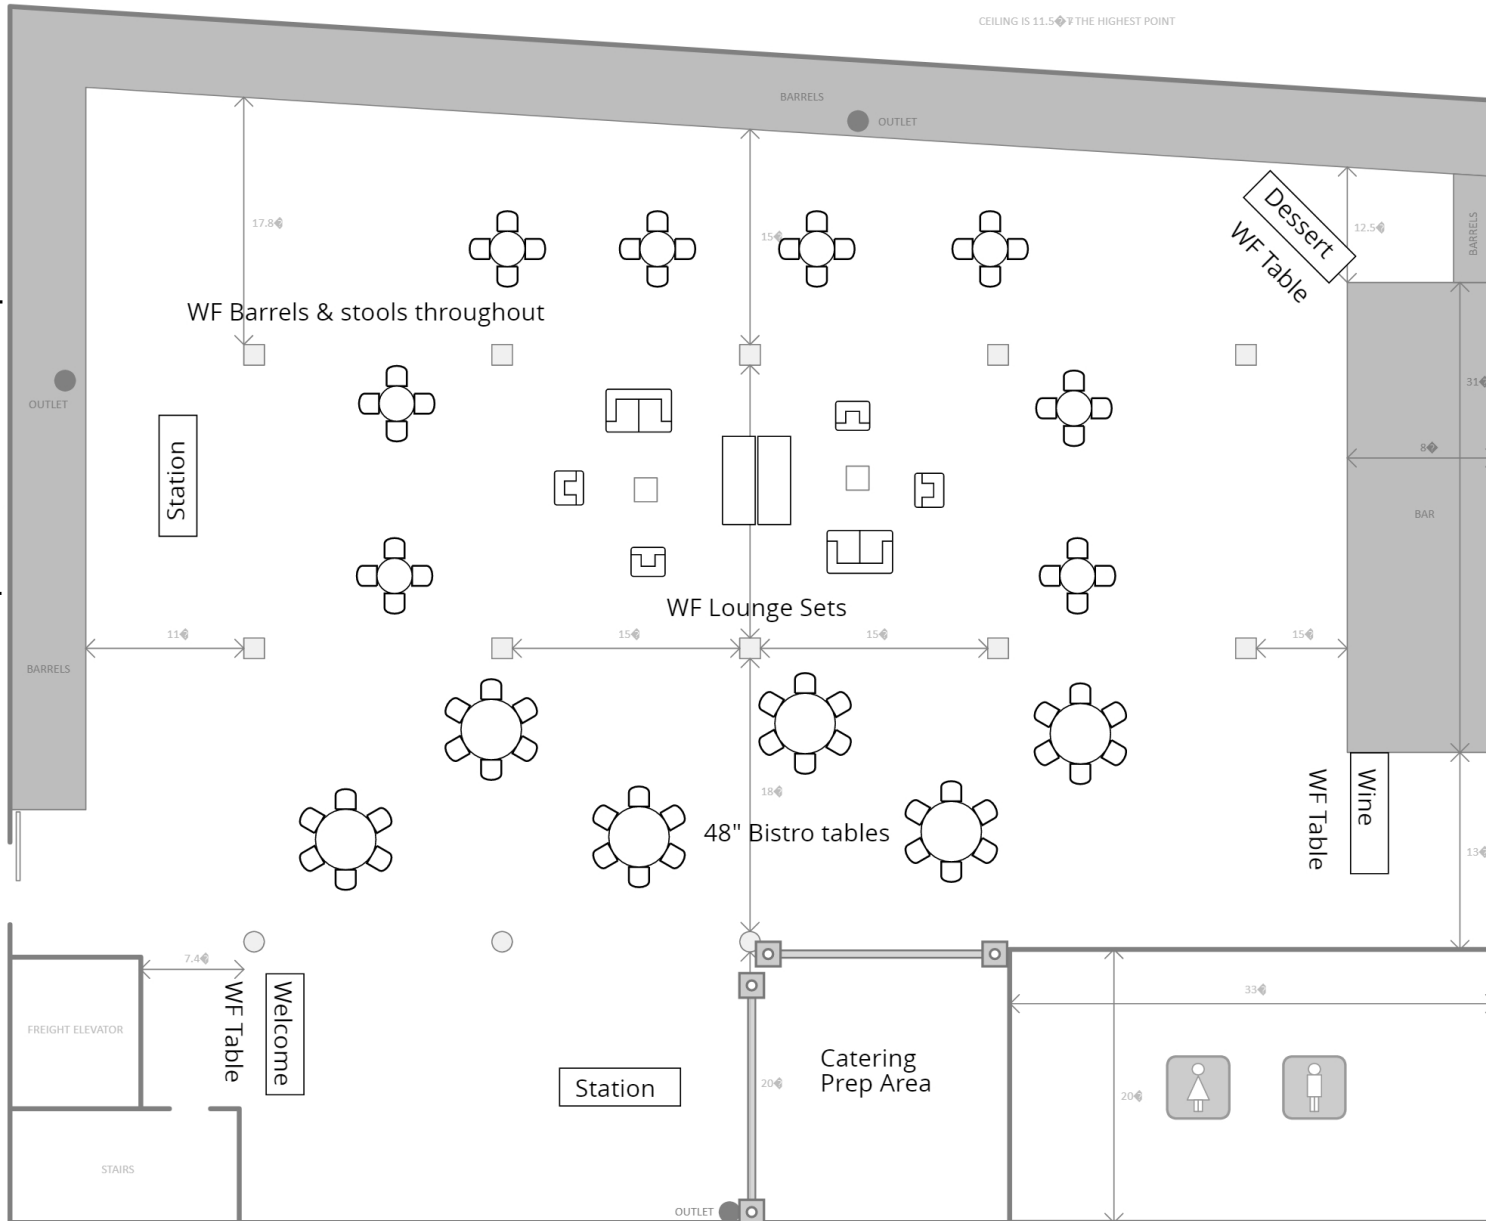 CEILING IS 11.5�₮ THE HIGHEST POINT
BARRELS
OUTLET
17.8�
15�
Dessert
WF Table
12.5�
BARRELS
WF Barrels & stools throughout
OUTLET
31�
Station
8�
BAR
WF Lounge Sets
11�
15�
15�
15�
BARRELS
18�
48" Bistro tables
WF Table
Wine
13�
7.4�
WF Table
Welcome
FREIGHT ELEVATOR
33�
Catering
Prep Area
Station
20�
20�
STAIRS
OUTLET